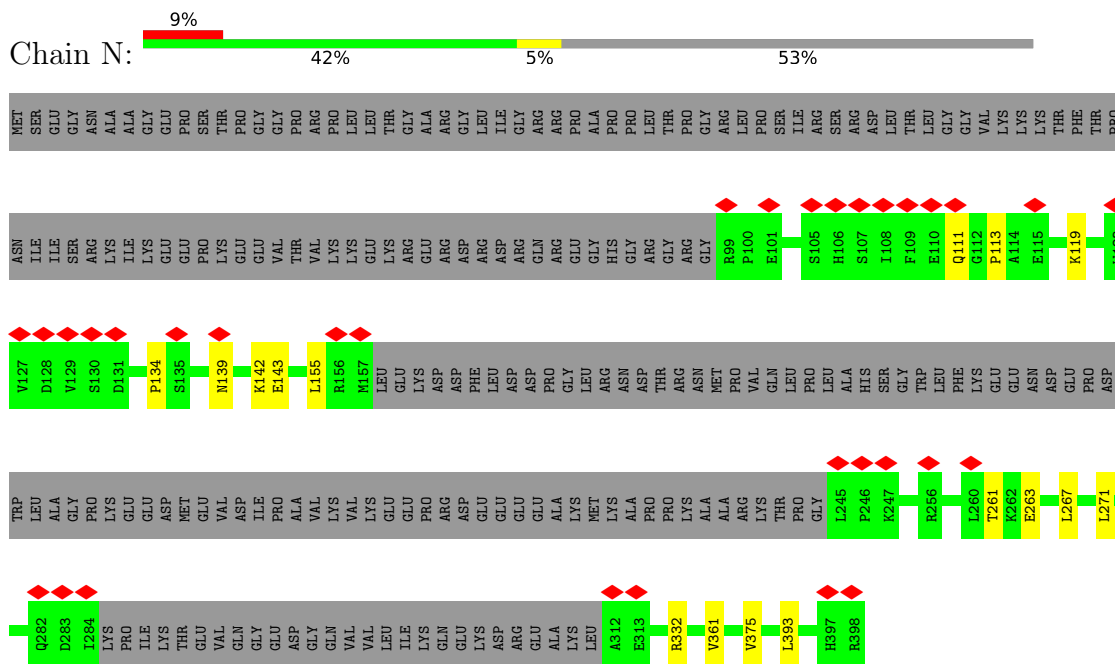 9%
Chain N:
42% 5% 53%
MET SER GLU GLY ASN ALA ALA GLY GLU PRO SER THR PRO GLY GLY PRO ARG PRO LEU LEU THR GLY ALA ARG GLY LEU ILE GLY ARG ARG PRO ALA PRO PRO LEU THR PRO GLY ARG LEU PRO SER ILE ARG SER ARG ASP LEU THR LEU GLY GLY VAL LYS LYS LYS THR PHE THR PRO
ASN ILE ILE SER ARG LYS ILE LYS GLU GLU PRO LYS GLU GLU VAL THR VAL LYS LYS GLU LYS ARG GLU ARG ASP ARG ASP ARG GLN ARG GLU GLY HIS GLY ARG GLY ARG GLY R99 P100 E101 S105 H106 S107 I108 F109 E110 Q111 G112 P113 A114 E115 K119
V127 D128 V129 S130 D131 P134 S135 N139 K142 E143 L155 R156 M157 LEU GLU LYS ASP ASP PHE LEU ASP ASP PRO GLY LEU ARG ASN ASP THR ARG ASN MET PRO VAL GLN LEU PRO LEU ALA HIS SER GLY TRP LEU PHE LYS GLU GLU ASN ASP GLU PRO ASP
TRP LEU ALA GLY PRO LYS GLU GLU ASP MET GLU VAL ASP ILE PRO ALA VAL LYS VAL LYS GLU GLU PRO ARG ASP GLU GLU GLU GLU ALA LYS MET LYS ALA PRO PRO LYS ALA ALA ARG LYS THR PRO GLY L245 P246 K247 R256 L260 T261 K262 E263 L267 L271
Q282 D283 I284 LYS PRO ILE LYS THR GLU VAL GLN GLY GLU ASP GLY GLN VAL VAL LEU ILE LYS GLN GLU LYS ASP ARG GLU ALA LYS LEU A312 E313 R332 V361 V375 L393 H397 R398